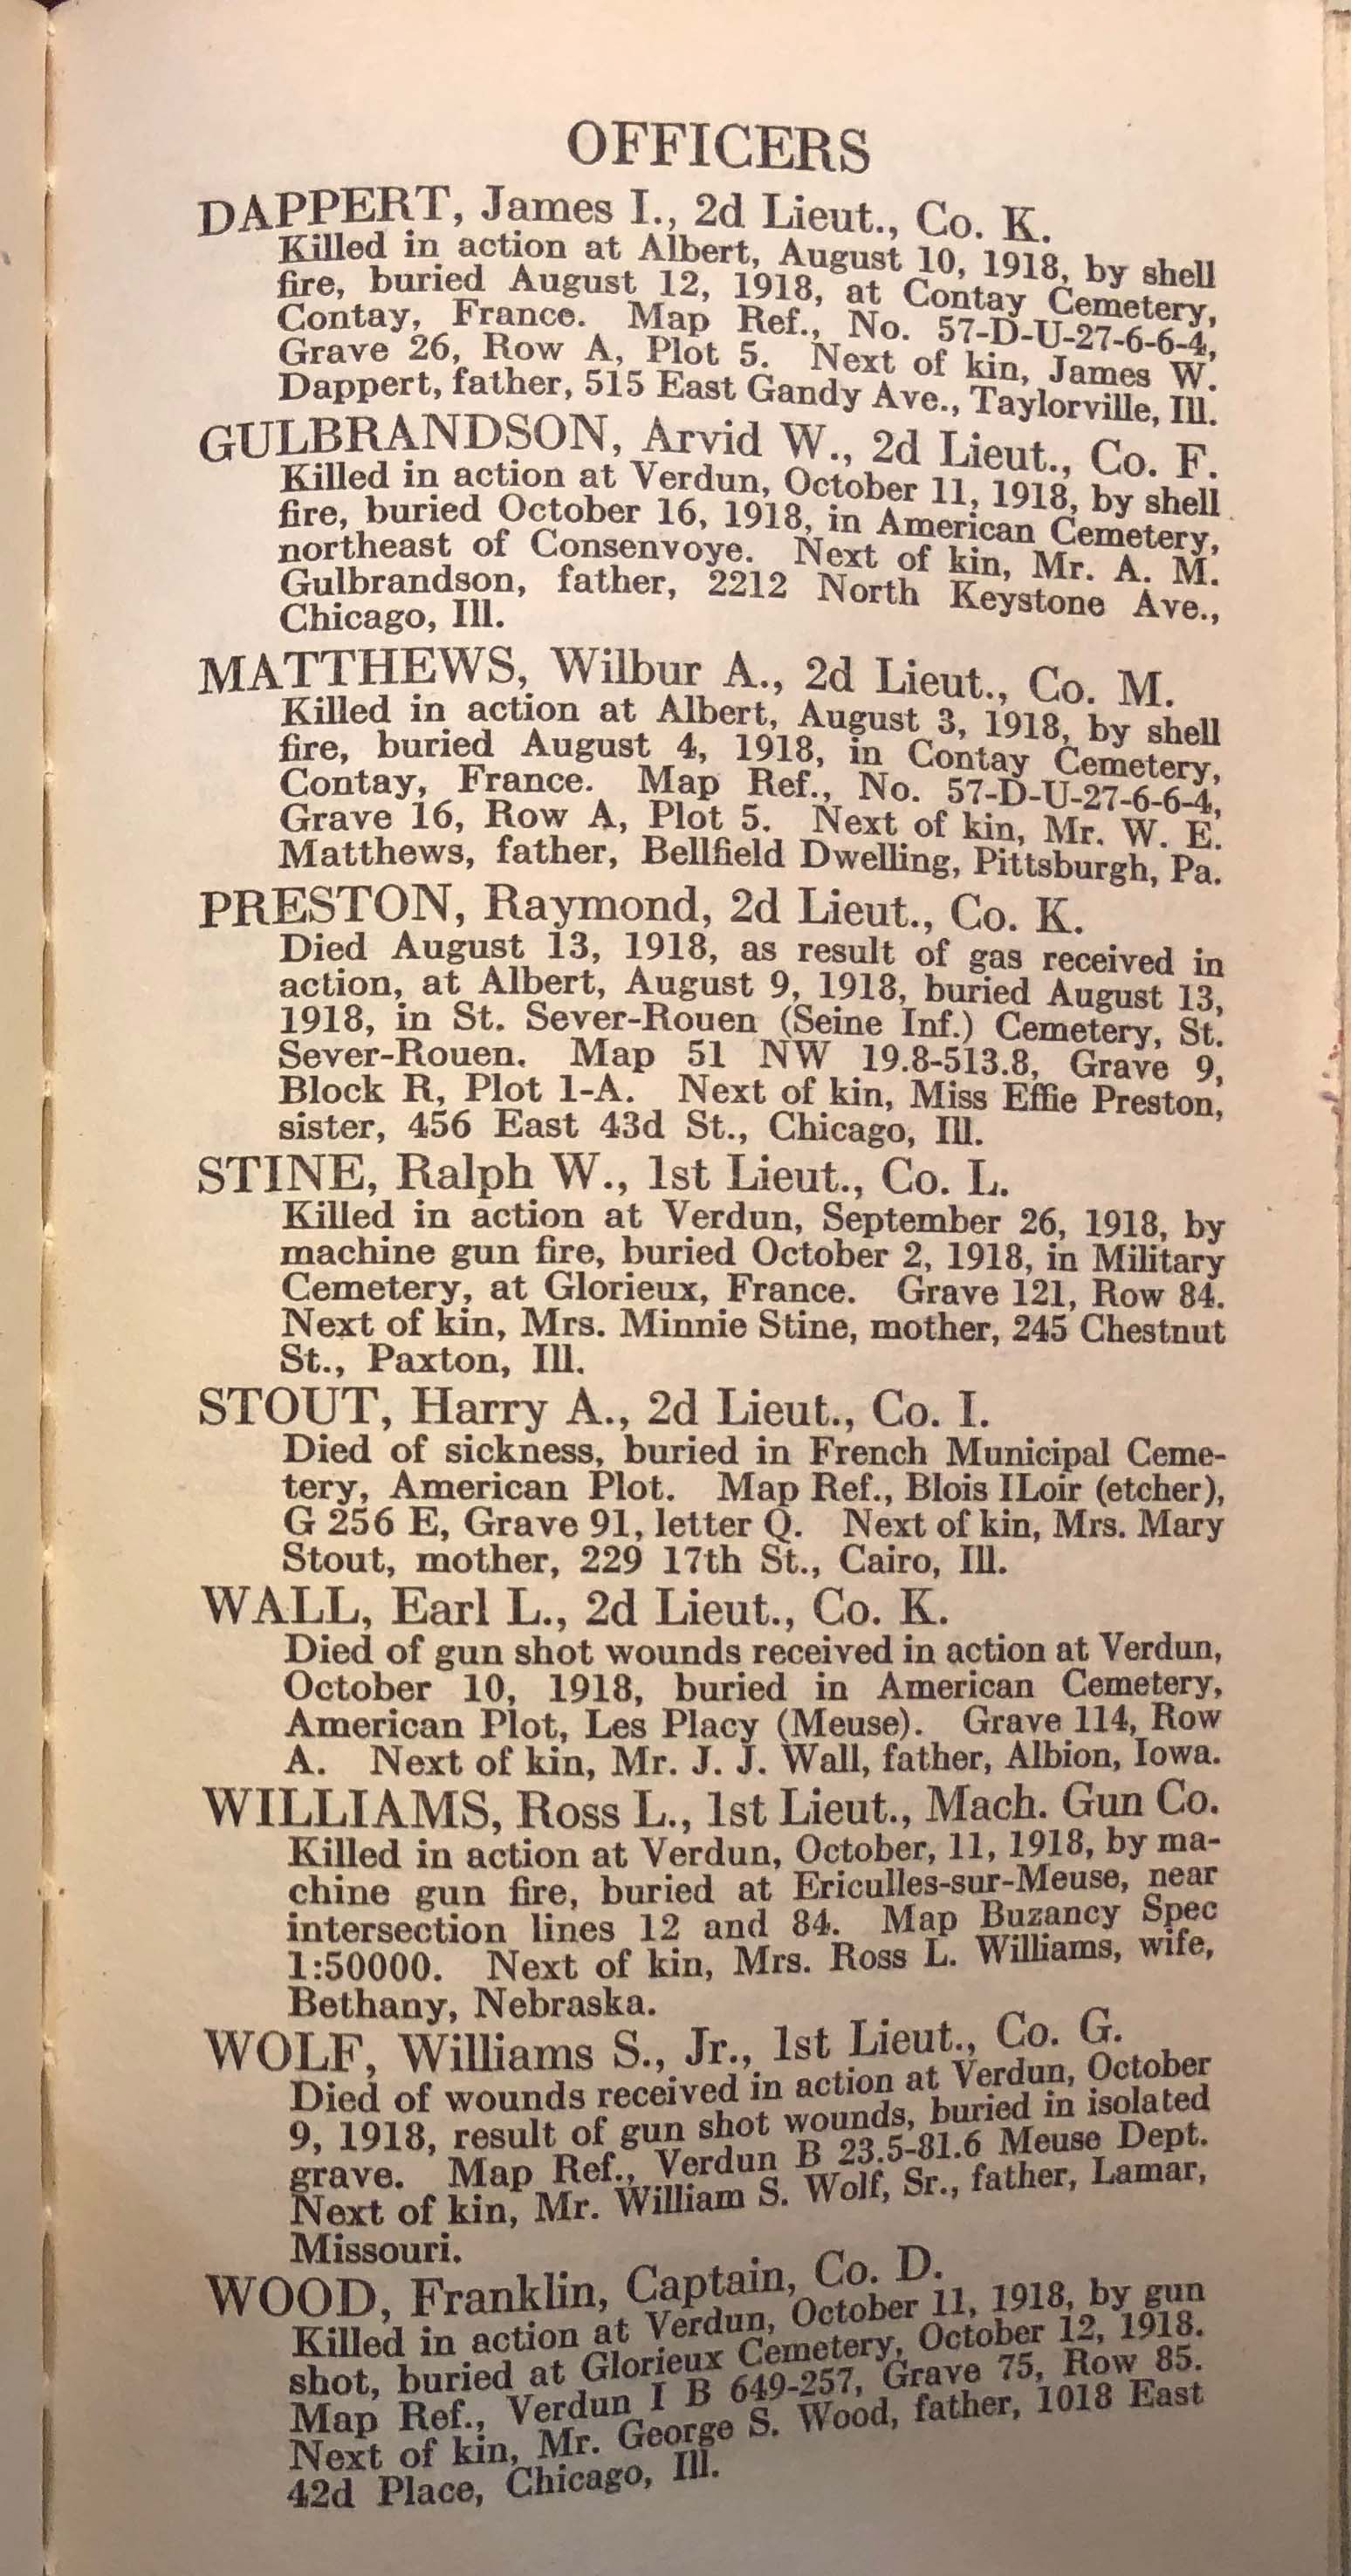 OFFICERS
DAPPERT, James I., 2d Lieut., Co. K.
Killed in action at Albert, August 10, 1918, by shell
fire, buried August 12, 1918, at Contay Cemetery,
Contay, France. Map Ref., No. 57-D-U-27-6-6-4,
Grave 26, Row A, Plot 5. Next of kin, James W.
Dappert, father, 515 East Gandy Ave., Taylorville, Ill.
GULBRANDSON, Arvid W., 2d Lieut., Co. F.
Killed in action at Verdun, October 11, 1918, by shell
fire, buried October 16, 1918, in American Cemetery,
northeast of Consenvoye. Next of kin, Mr. A. M.
Gulbrandson, father, 2212 North Keystone Ave.,
Chicago, Ill.
MATTHEWS, Wilbur A., 2d Lieut., Co. M.
Killed in action at Albert, August 3, 1918, by shell
fire, buried August 4, 1918, in Contay Cemetery,
Contay, France. Map Ref., No. 57-D-U-27-6-6-4,
Grave 16, Row A, Plot 5. Next of kin, Mr. W. E.
Matthews, father, Bellfield Dwelling, Pittsburgh, Pa.
PRESTON, Raymond, 2d Lieut., Co. K.
Died August 13, 1918, as result of gas received in
action, at Albert, August 9, 1918, buried August 13,
1918, in St. Sever-Rouen (Seine Inf.) Cemetery, St.
Sever-Rouen. Map 51 NW 19.8-513.8, Grave 9,
Block R, Plot 1-A. Next of kin, Miss Effie Preston,
sister, 456 East 43d St., Chicago, Ill.
STINE, Ralph W., 1st Lieut., Co. L.
Killed in action at Verdun, September 26, 1918, by
machine gun fire, buried October 2, 1918, in Military
Cemetery, at Glorieux, France. Grave 121, Row 84.
Next of kin, Mrs. Minnie Stine, mother, 245 Chestnut
St., Paxton, Ill.
STOUT, Harry A., 2d Lieut., Co. I.
Died of sickness, buried in French Municipal Ceme-
tery, American Plot. Map Ref., Blois ILoir (etcher),
G 256 E, Grave 91, letter Q. Next of kin, Mrs. Mary
Stout, mother, 229 17th St., Cairo, Ill.
WALL, Earl L., 2d Lieut., Co. K.
Died of gun shot wounds received in action at Verdun,
October 10, 1918, buried in American Cemetery,
American Plot, Les Placy (Meuse). Grave 114, Row
A. Next of kin, Mr. J. J. Wall, father, Albion, Iowa.
WILLIAMS, Ross L., 1st Lieut., Mach. Gun Co.
Killed in action at Verdun, October, 11, 1918, by ma-
chine gun fire, buried at Ericulles-sur-Meuse, near
intersection lines 12 and 84. Map Buzancy Spec
1:50000. Next of kin, Mrs. Ross L. Williams, wife,
Bethany, Nebraska.
WOLF, Williams S., Jr., 1st Lieut., Co. G.
Died of wounds received in action at Verdun, October
9, 1918, result of gun shot wounds, buried in isolated
grave. Map Ref., Verdun B 23.5-81.6 Meuse Dept.
Next of kin, Mr. William S. Wolf, Sr., father, Lamar,
Missouri.
WOOD, Franklin, Captain, Co. D.
Killed in action at Verdun, October 11, 1918, by gun
shot, buried at Glorieux Cemetery, October 12, 1918.
Map Ref., Verdun I B 649-257, Grave 75, Row 85.
Next of kin, Mr. George S. Wood, father, 1018 East
42d Place, Chicago, Ill.